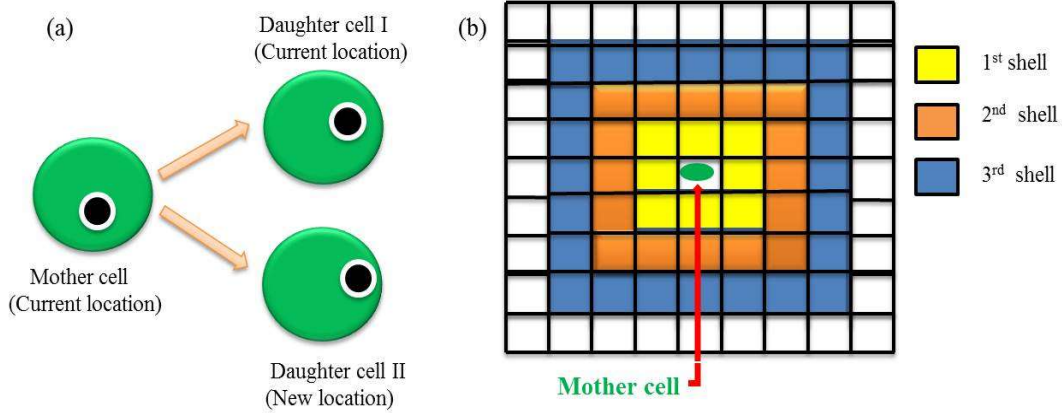 (a)
Daughter cell I
(Current location)
Mother cell
(Current location)
Daughter cell II
(New location)
(b)
1st shell
2nd shell
3rd shell
Mother cell